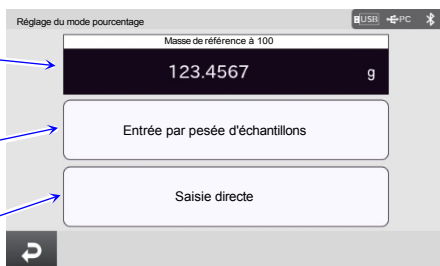 Réglage du mode pourcentage
USB PC
Masse de référence à 100
123.4567 g
Entrée par pesée d'échantillons
Saisie directe